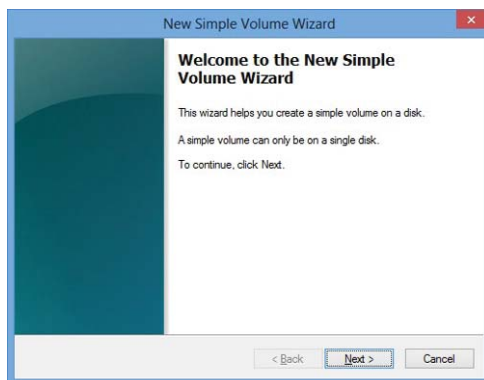 New Simple Volume Wizard
Welcome to the New Simple
Volume Wizard
This wizard helps you create a simple volume on a disk.
A simple volume can only be on a single disk.
To continue, click Next.
< Back
Next >
Cancel